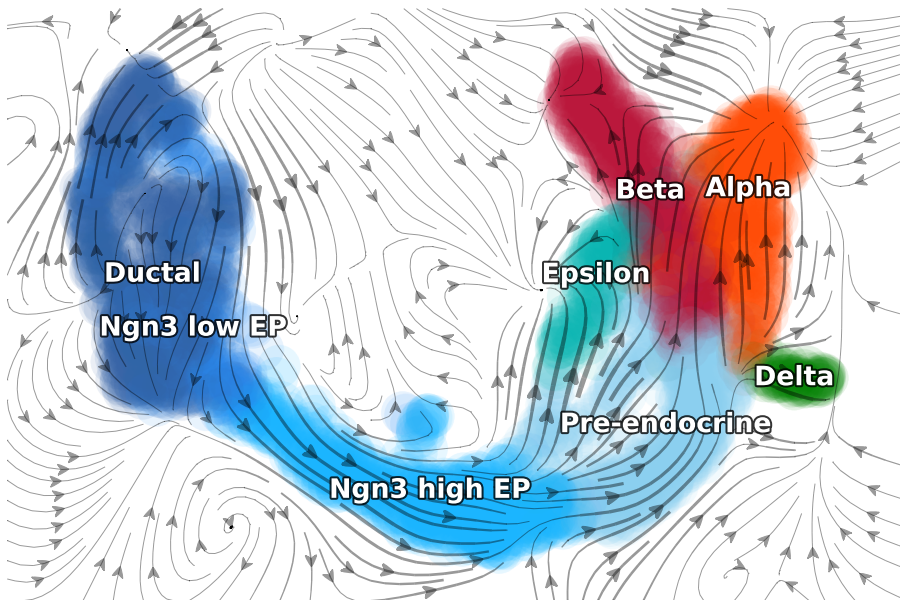 Beta
Alpha
Ductal
Epsilon
Ngn3 low EP
Delta
Pre-endocrine
Ngn3 high EP